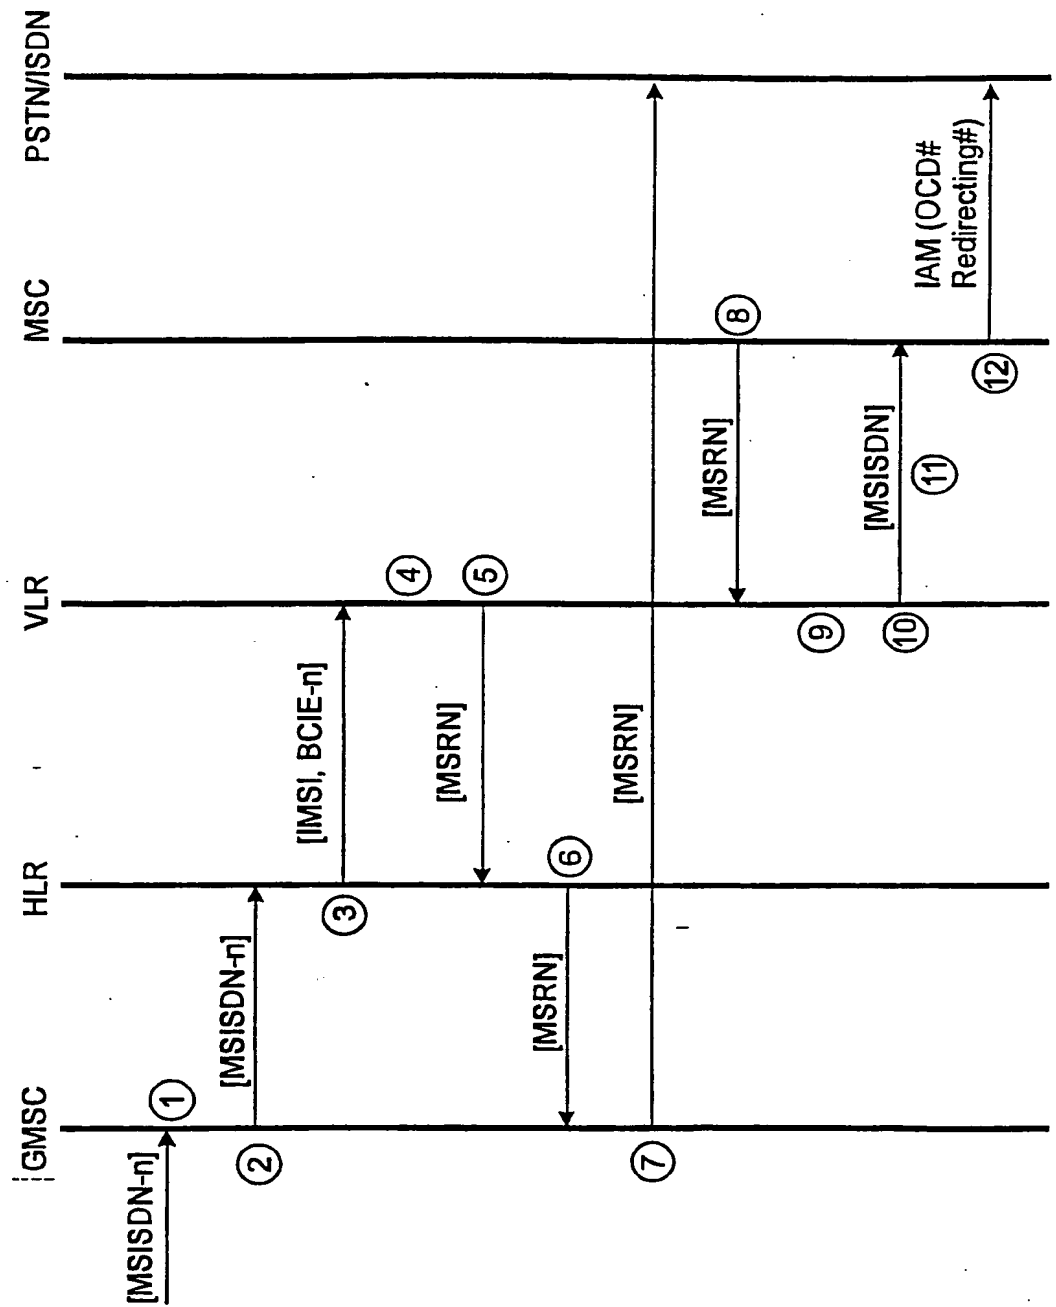 GMSC
HLR
VLR
MSC
PSTN/ISDN
[MSISDN-n]
1
2
[MSISDN-n]
3
[IMSI, BCIE-n]
4
5
[MSRN]
6
[MSRN]
7
[MSRN]
8
[MSRN]
9
10
[MSISDN]
11
12
IAM (OCD#
Redirecting#)